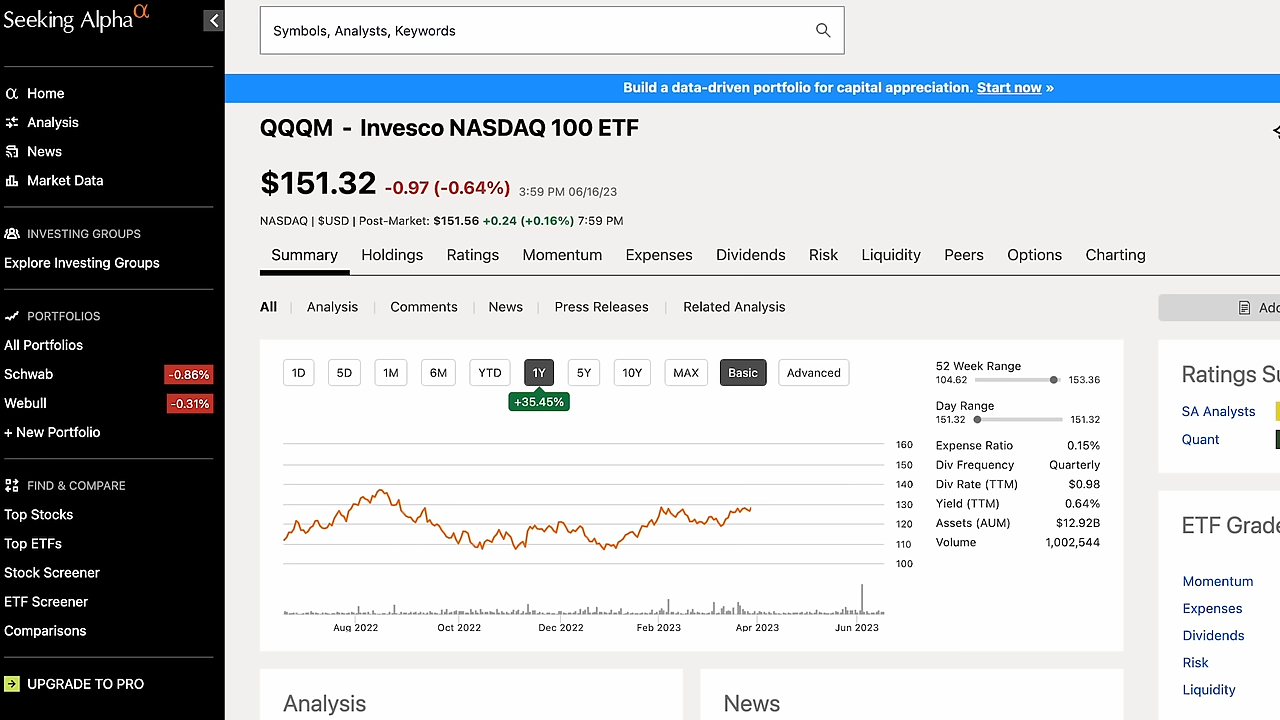 Seeking Alpha α
Symbols, Analysts, Keywords
Build a data-driven portfolio for capital appreciation. Start now »
Home
Analysis
News
Market Data
INVESTING GROUPS
Explore Investing Groups
PORTFOLIOS
All Portfolios
Schwab -0.86%
Webull -0.31%
+ New Portfolio
FIND & COMPARE
Top Stocks
Top ETFs
Stock Screener
ETF Screener
Comparisons
UPGRADE TO PRO
QQQM - Invesco NASDAQ 100 ETF
$151.32 -0.97 (-0.64%) 3:59 PM 06/16/23
NASDAQ | $USD | Post-Market: $151.56 +0.24 (+0.16%) 7:59 PM
Summary Holdings Ratings Momentum Expenses Dividends Risk Liquidity Peers Options Charting
All | Analysis | Comments | News | Press Releases | Related Analysis
1D 5D 1M 6M YTD 1Y 5Y 10Y MAX Basic Advanced
+35.45%
160
150
140
130
120
110
100
Aug 2022 Oct 2022 Dec 2022 Feb 2023 Apr 2023 Jun 2023
52 Week Range
104.62 153.36
Day Range
151.32 151.32
Expense Ratio 0.15%
Div Frequency Quarterly
Div Rate (TTM) $0.98
Yield (TTM) 0.64%
Assets (AUM) $12.92B
Volume 1,002,544
Ratings
SA Analysts
Quant
ETF
Momentum
Expenses
Dividends
Risk
Liquidity
Analysis
News